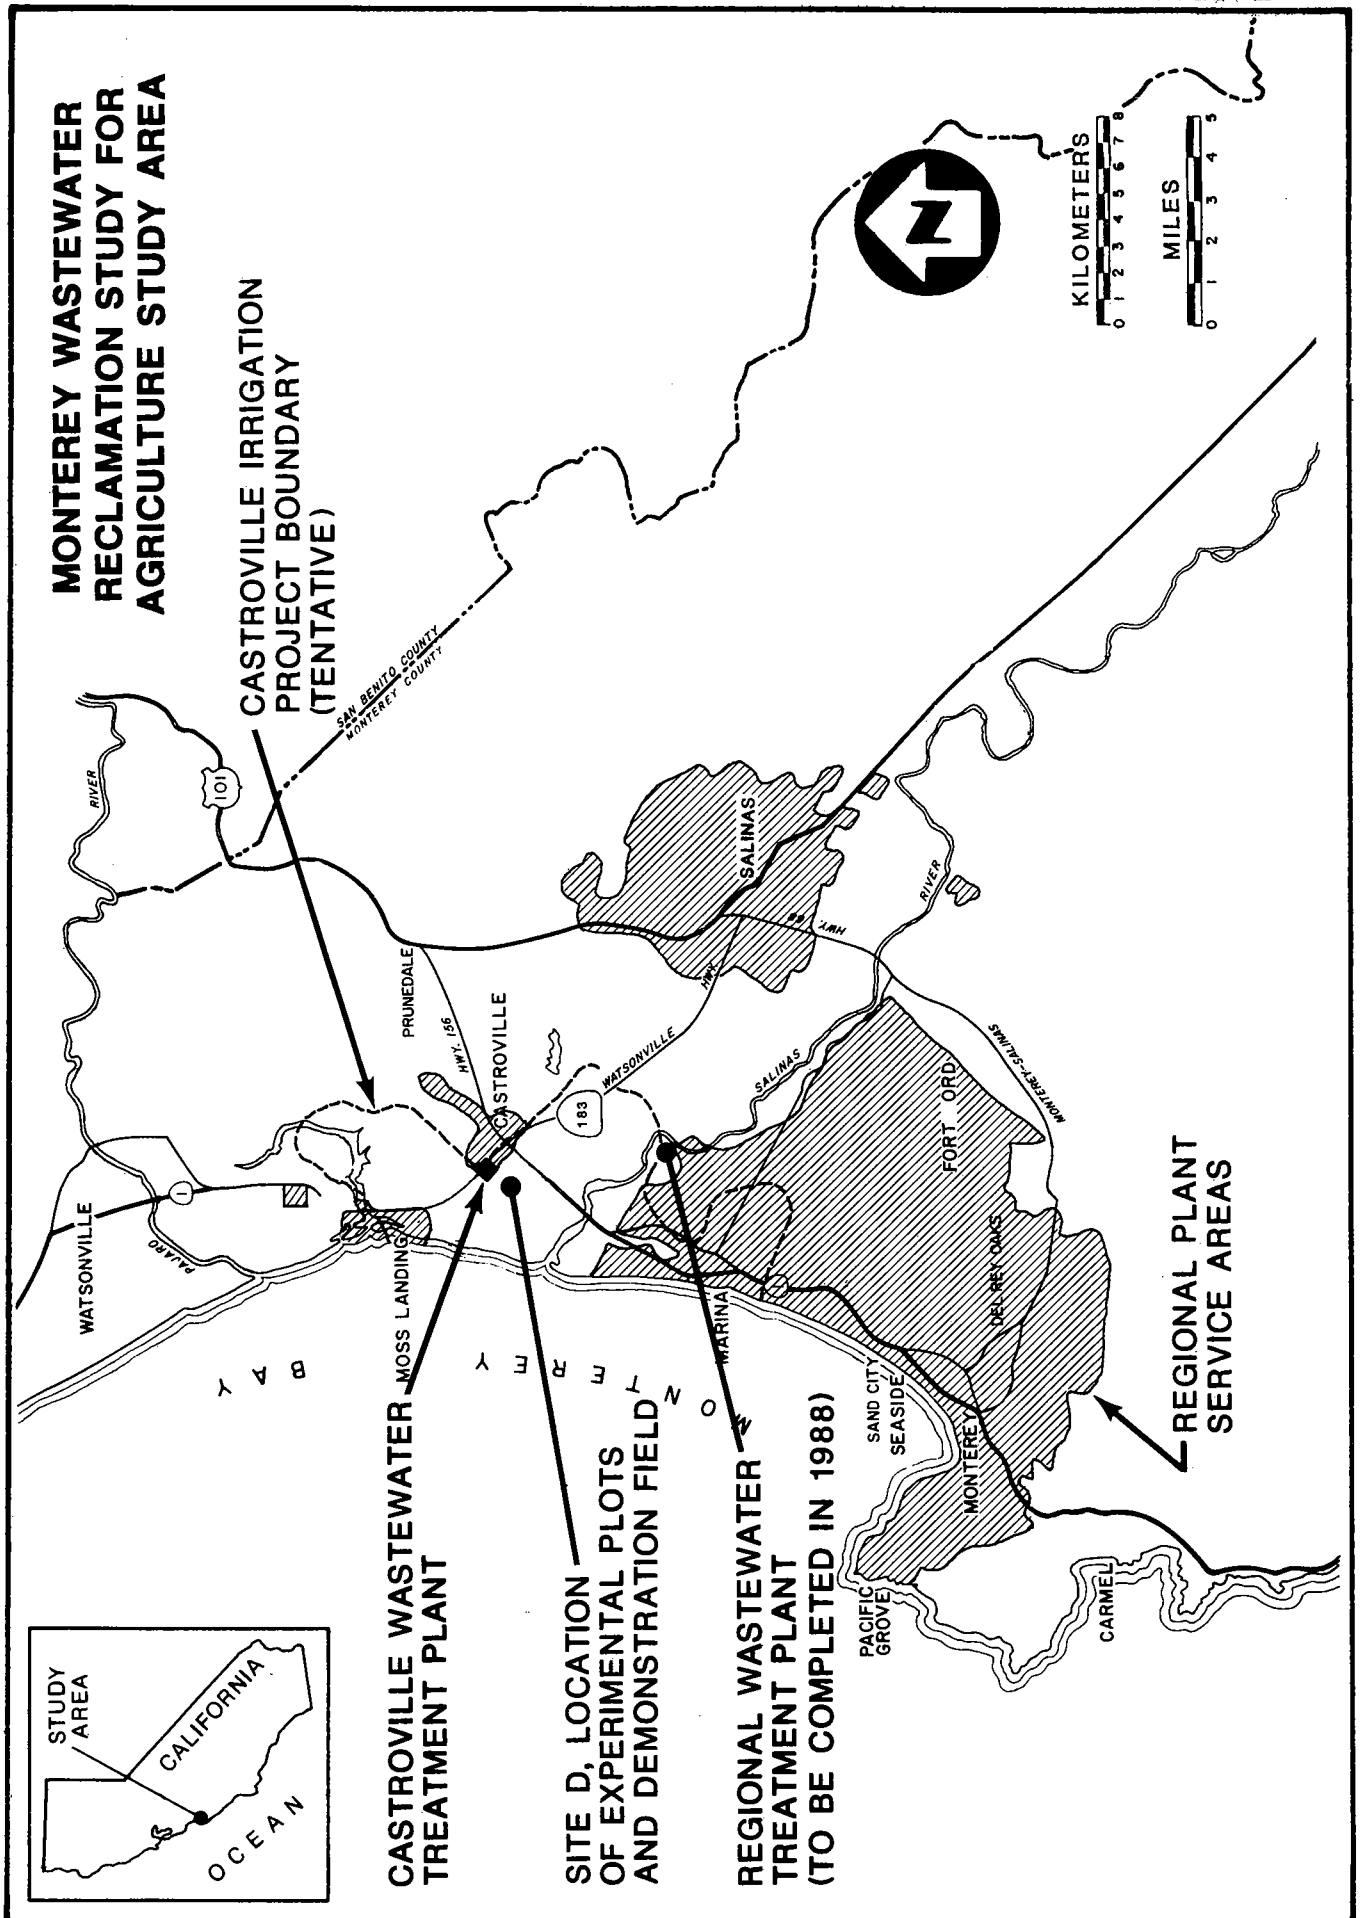 MONTEREY WASTEWATER
RECLAMATION STUDY FOR
AGRICULTURE STUDY AREA
STUDY
AREA
CALIFORNIA
OCEAN
CASTROVILLE IRRIGATION
PROJECT BOUNDARY
(TENTATIVE)
CASTROVILLE WASTEWATER
TREATMENT PLANT
SITE D, LOCATION
OF EXPERIMENTAL PLOTS
AND DEMONSTRATION FIELD
REGIONAL WASTEWATER
TREATMENT PLANT
(TO BE COMPLETED IN 1988)
REGIONAL PLANT
SERVICE AREAS
WATSONVILLE
PAJARO
RIVER
1
101
SAN BENITO COUNTY
MONTEREY COUNTY
MOSS LANDING
PRUNEDALE
HWY. 156
CASTROVILLE
183
WATSONVILLE
HWY.
SALINAS
HWY. 68
SALINAS
RIVER
MONTEREY BAY
MARINA
1
FORT ORD
MONTEREY-SALINAS
SAND CITY
SEASIDE
DEL REY OAKS
MONTEREY
PACIFIC
GROVE
CARMEL
N
KILOMETERS
0 1 2 3 4 5 6 7 8
MILES
0 1 2 3 4 5